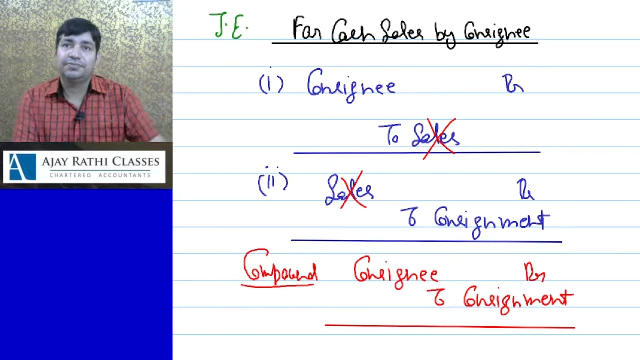 J.E. For Cash Sales by Consignee
(i) Consignee Dr
To Sales
(ii) Sales Dr
To Consignment
Compound Consignee Dr
To Consignment
A AJAY RATHI CLASSES
CHARTERED ACCOUNTANTS